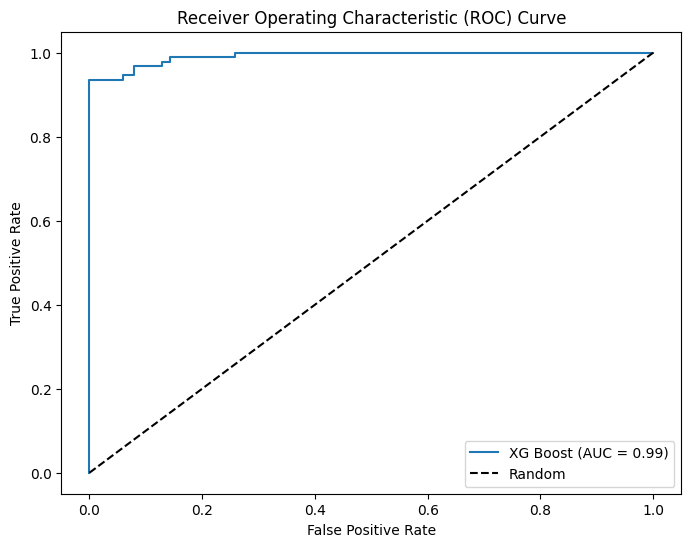 Receiver Operating Characteristic (ROC) Curve
True Positive Rate
1.0
0.8
0.6
0.4
0.2
0.0
0.0 0.2 0.4 0.6 0.8 1.0
False Positive Rate
XG Boost (AUC = 0.99)
Random